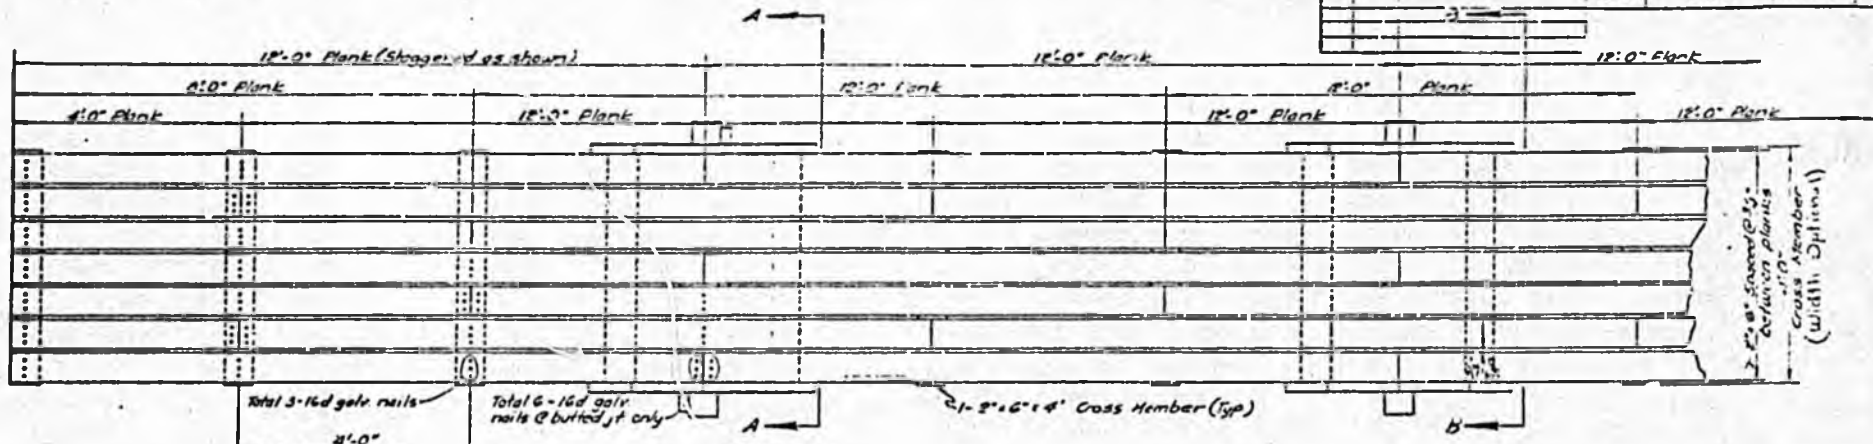 A
12'-0" Plank (Staggered as shown)
12'-0" Plank
12'-0" Plank
8'-0" Plank
12'-0" Plank
Plank
4'-0" Plank
12'-0" Plank
12'-0" Plank
12'-0" Plank
between planks
Cross Member
(Width Optional)
Total 3-16d galv. nails
Total 6-16d galv.
nails @ butted jt only
1-2"x6"x4' Cross Member (Typ)
A
B
4'-0"